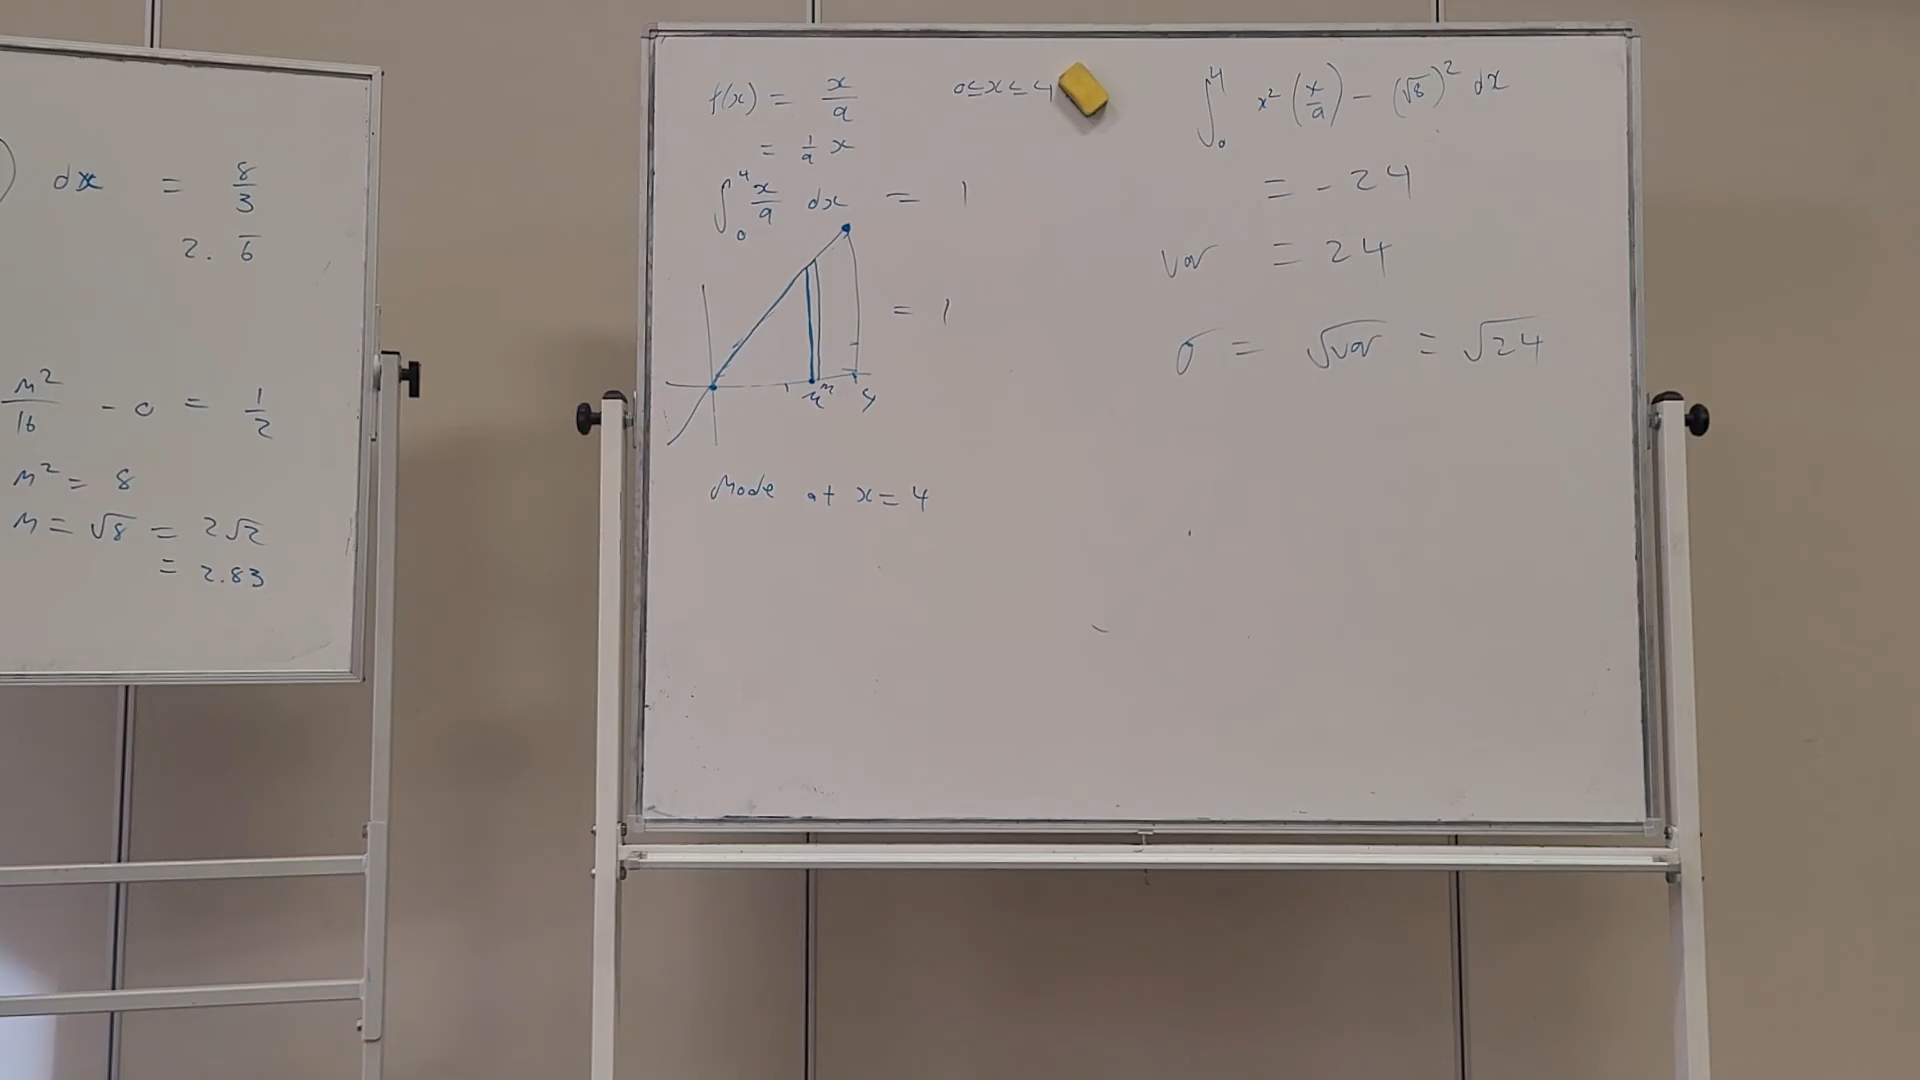 ) dx = 8/3
2. 6̅
m²/16 - 0 = 1/2
m² = 8
m = √8 = 2√2
= 2.83
f(x) = x/a 0≤x≤4
= 1/a x
∫₀⁴ x/a dx = 1
= 1
m 4
Mode at x = 4
∫₀⁴ x² (x/a) - (√8)² dx
= - 24
var = 24
σ = √var = √24